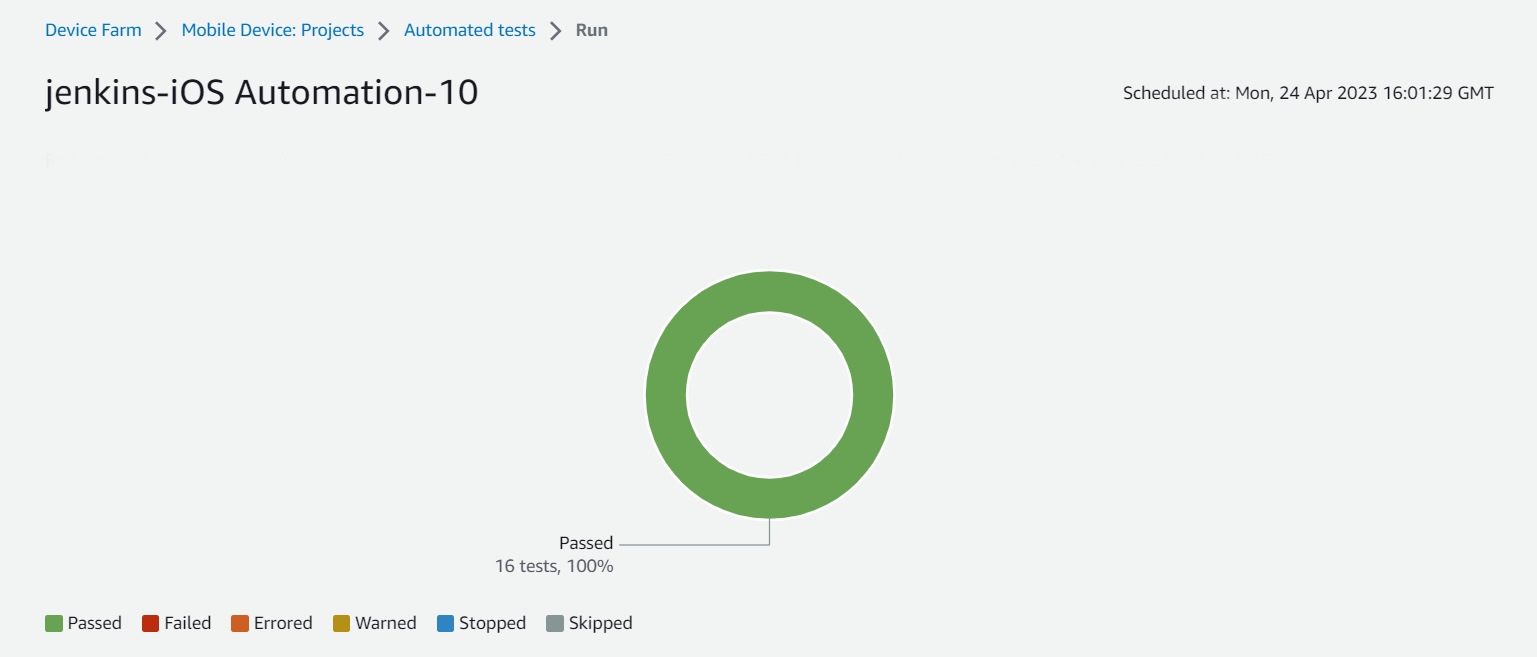 Device Farm > Mobile Device: Projects > Automated tests > Run
jenkins-iOS Automation-10
Scheduled at: Mon, 24 Apr 2023 16:01:29 GMT
Passed
16 tests, 100%
Passed Failed Errored Warned Stopped Skipped